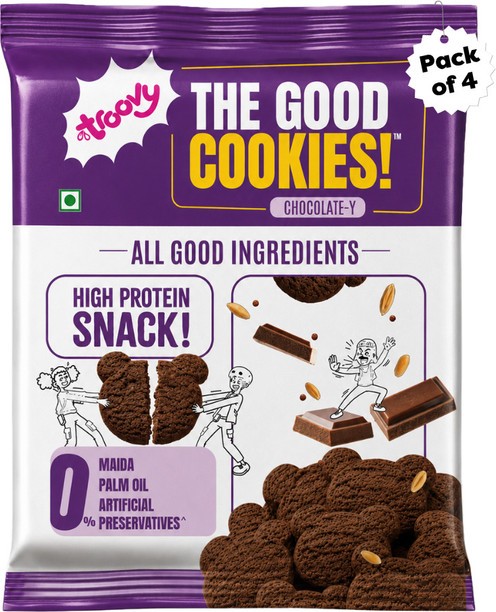 troovy
Pack
of 4
THE GOOD
COOKIES!™
CHOCOLATE-Y
ALL GOOD INGREDIENTS
HIGH PROTEIN
SNACK!
0%
MAIDA
PALM OIL
ARTIFICIAL
PRESERVATIVES^